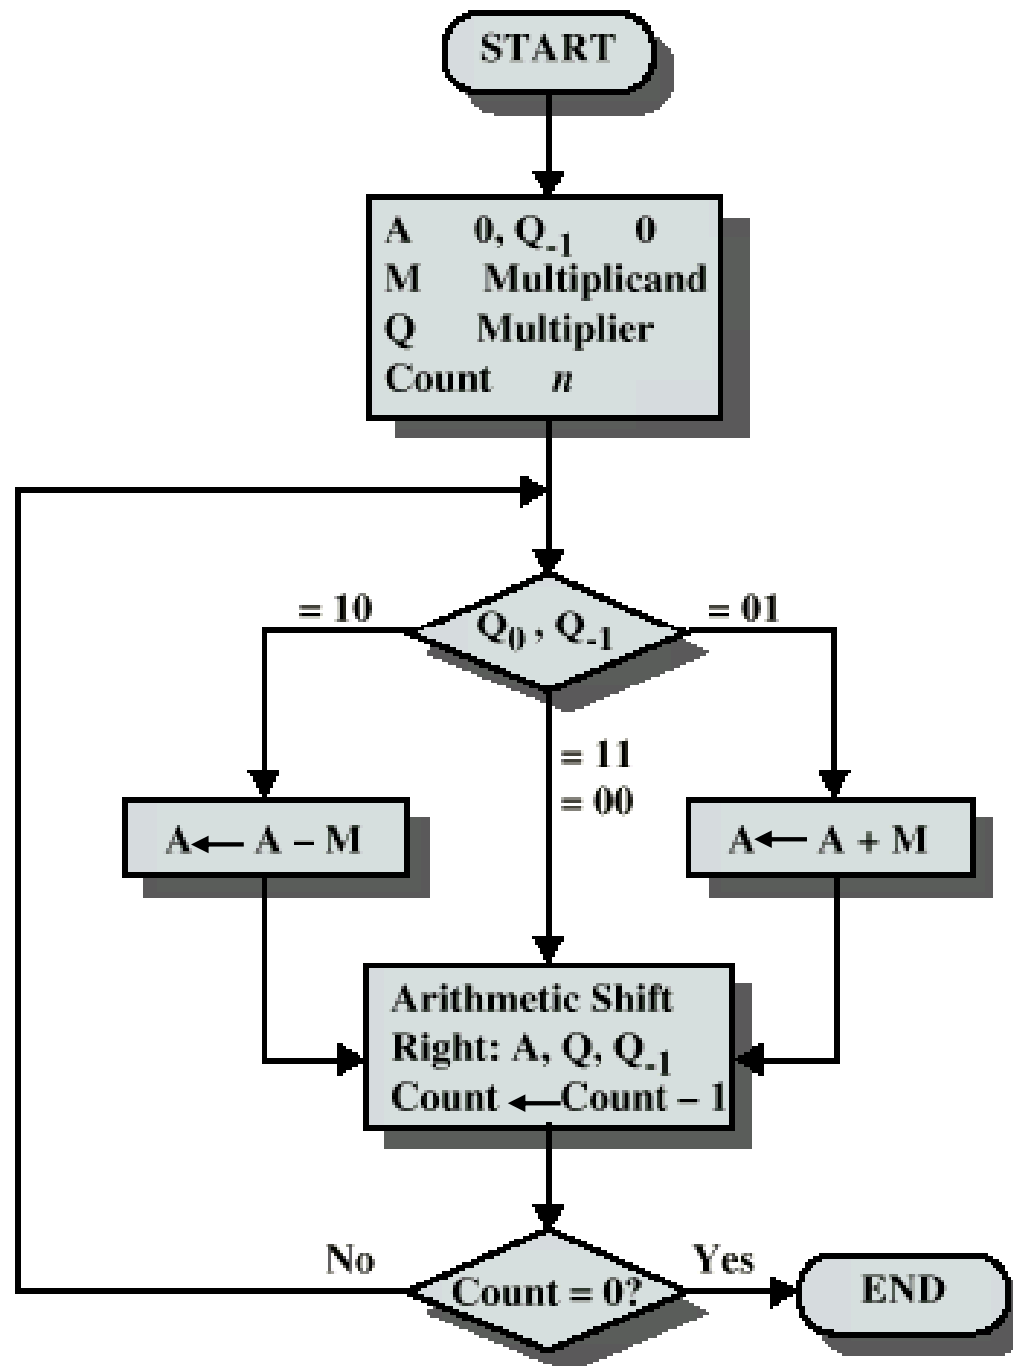 START
A 0, Q-1 0
M Multiplicand
Q Multiplier
Count n
= 10
Q0 , Q-1
= 01
= 11
= 00
A ← A – M
A ← A + M
Arithmetic Shift
Right: A, Q, Q-1
Count ← Count – 1
No
Count = 0?
Yes
END